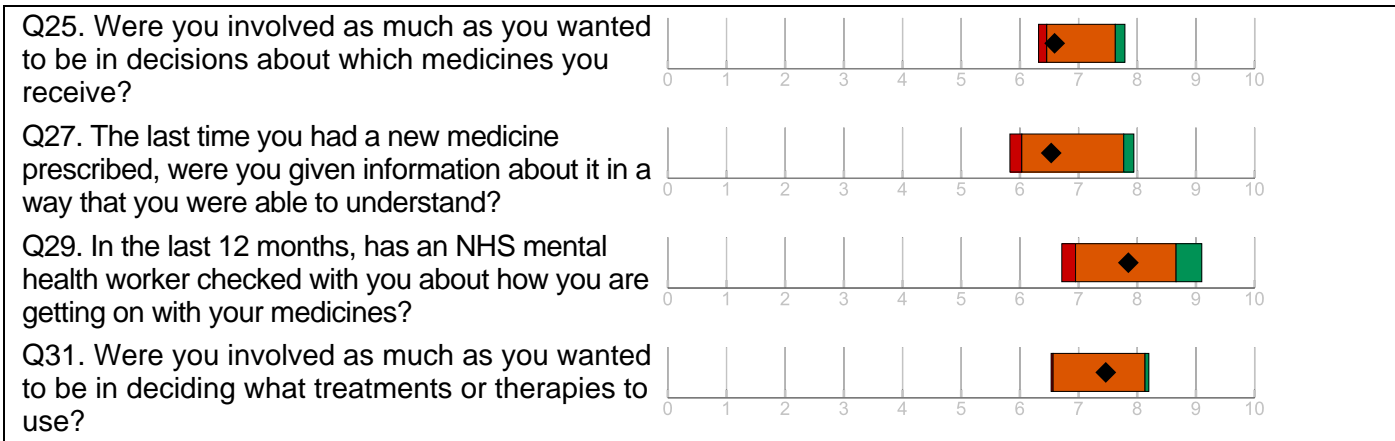 Q25. Were you involved as much as you wanted
to be in decisions about which medicines you
receive?
0 1 2 3 4 5 6 7 8 9 10
Q27. The last time you had a new medicine
prescribed, were you given information about it in a
way that you were able to understand?
0 1 2 3 4 5 6 7 8 9 10
Q29. In the last 12 months, has an NHS mental
health worker checked with you about how you are
getting on with your medicines?
0 1 2 3 4 5 6 7 8 9 10
Q31. Were you involved as much as you wanted
to be in deciding what treatments or therapies to
use?
0 1 2 3 4 5 6 7 8 9 10